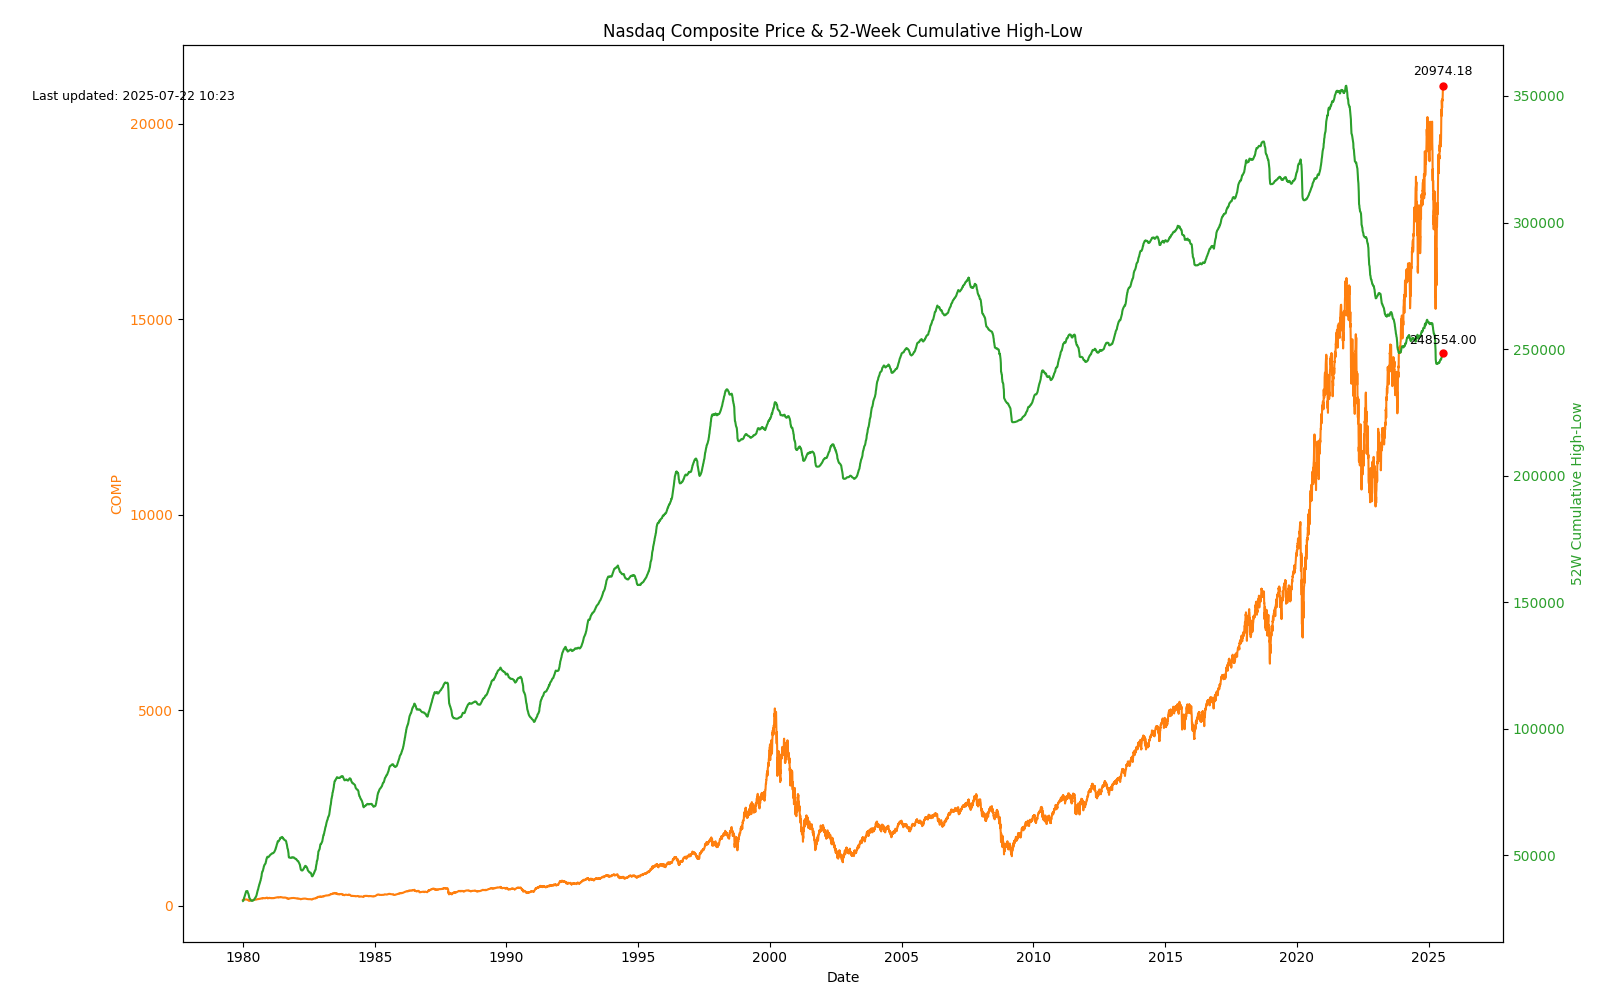 Nasdaq Composite Price & 52-Week Cumulative High-Low
Last updated: 2025-07-22 10:23
20974.18
248554.00
COMP
20000
15000
10000
5000
0
350000
300000
250000
200000
150000
100000
50000
52W Cumulative High-Low
1980 1985 1990 1995 2000 2005 2010 2015 2020 2025
Date